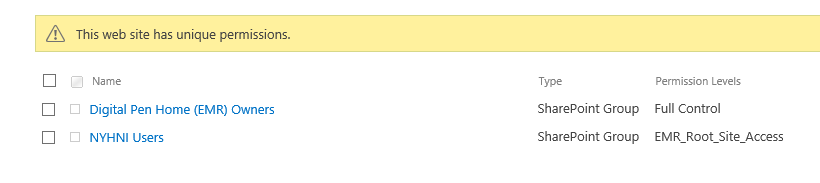 This web site has unique permissions.
Name Type Permission Levels
Digital Pen Home (EMR) Owners SharePoint Group Full Control
NYHNI Users SharePoint Group EMR_Root_Site_Access